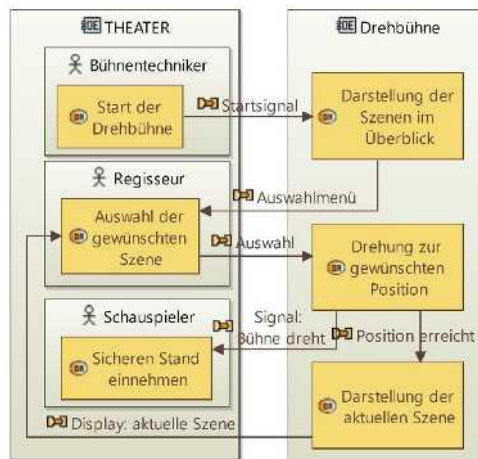 THEATER
Drehbühne
Bühnentechniker
Start der
Drehbühne
Startsignal
Darstellung der
Szenen im
Überblick
Regisseur
Auswahlmenü
Auswahl der
gewünschten
Szene
Auswahl
Drehung zur
gewünschten
Position
Schauspieler
Signal:
Bühne dreht
Position erreicht
Sicheren Stand
einnehmen
Darstellung der
aktuellen Szene
Display: aktuelle Szene